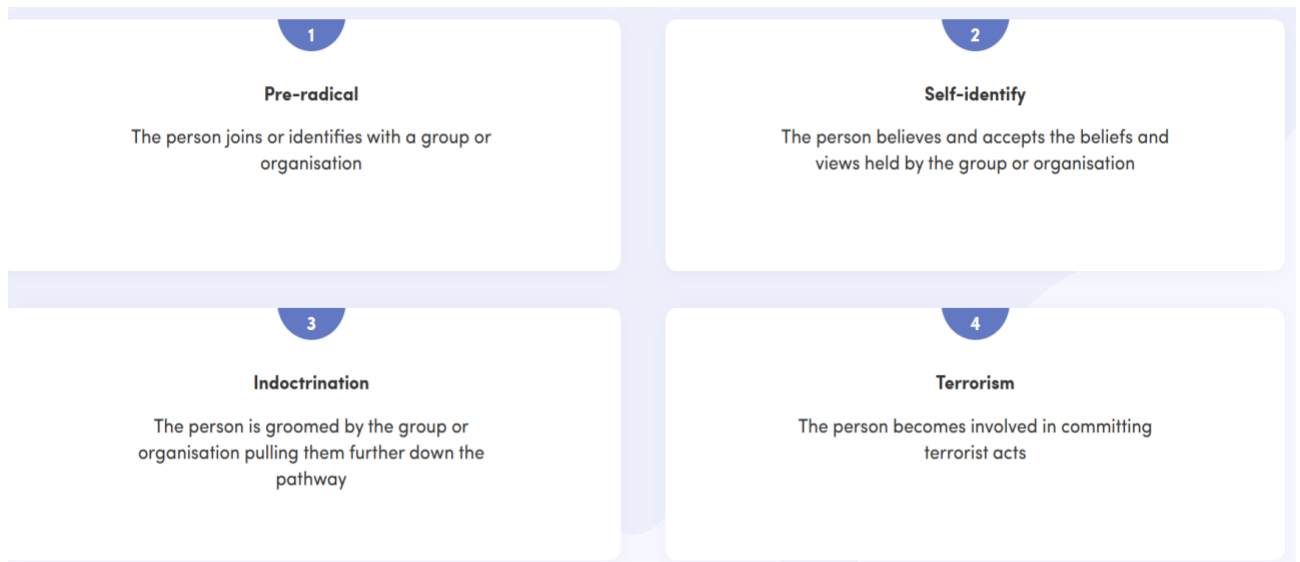 1
Pre-radical
The person joins or identifies with a group or
organisation
2
Self-identify
The person believes and accepts the beliefs and
views held by the group or organisation
3
Indoctrination
The person is groomed by the group or
organisation pulling them further down the
pathway
4
Terrorism
The person becomes involved in committing
terrorist acts